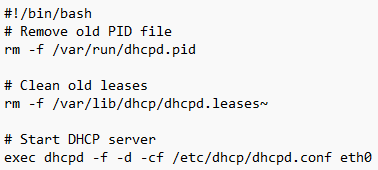 #!/bin/bash
# Remove old PID file
rm -f /var/run/dhcpd.pid

# Clean old leases
rm -f /var/lib/dhcp/dhcpd.leases~

# Start DHCP server
exec dhcpd -f -d -cf /etc/dhcp/dhcpd.conf eth0